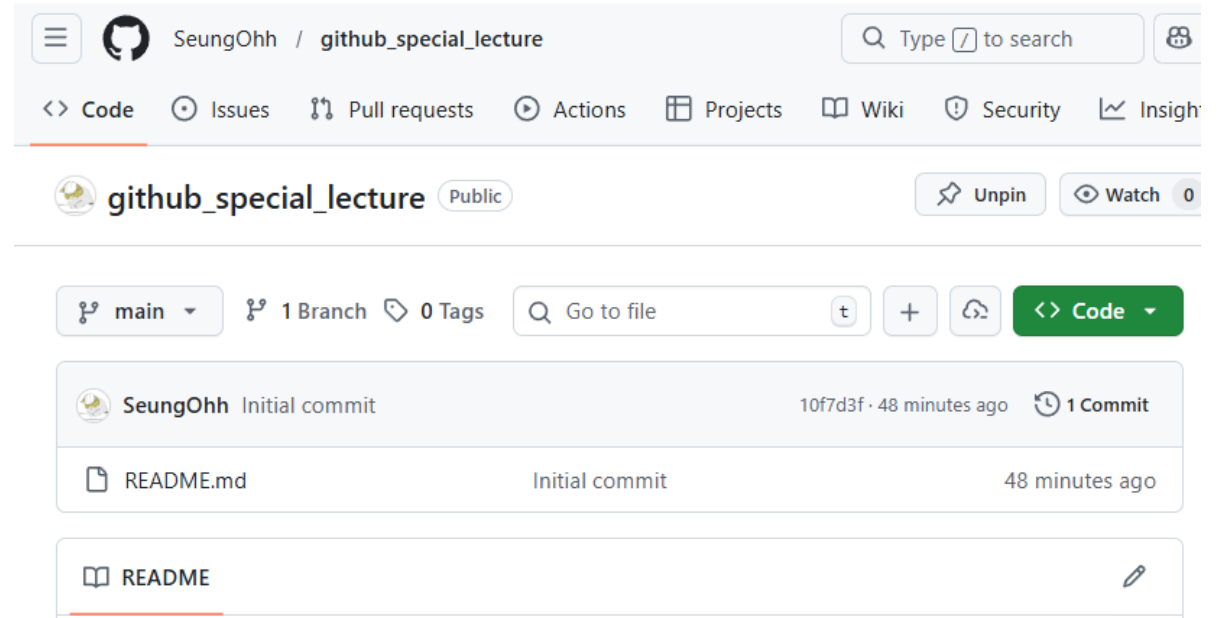 SeungOhh / github_special_lecture Type / to search
Code Issues Pull requests Actions Projects Wiki Security Insigh
github_special_lecture Public Unpin Watch 0
main 1 Branch 0 Tags Go to file t + Code
SeungOhh Initial commit 10f7d3f · 48 minutes ago 1 Commit
README.md Initial commit 48 minutes ago
README